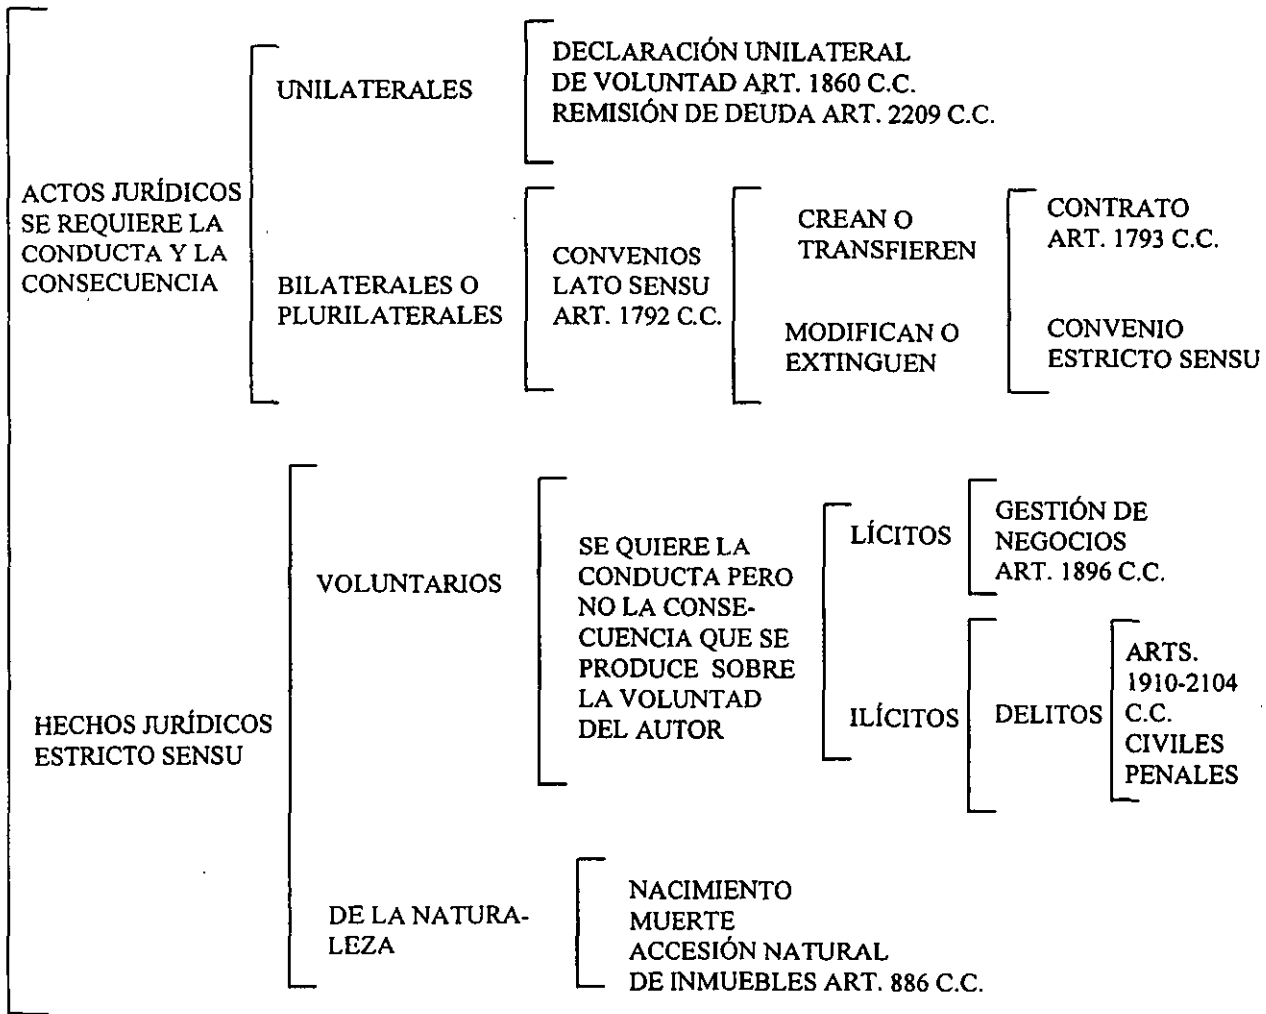 ACTOS JURÍDICOS
SE REQUIERE LA
CONDUCTA Y LA
CONSECUENCIA
UNILATERALES
DECLARACIÓN UNILATERAL
DE VOLUNTAD ART. 1860 C.C.
REMISIÓN DE DEUDA ART. 2209 C.C.
BILATERALES O
PLURILATERALES
CONVENIOS
LATO SENSU
ART. 1792 C.C.
CREAN O
TRANSFIEREN
MODIFICAN O
EXTINGUEN
CONTRATO
ART. 1793 C.C.
CONVENIO
ESTRICTO SENSU
HECHOS JURÍDICOS
ESTRICTO SENSU
VOLUNTARIOS
SE QUIERE LA
CONDUCTA PERO
NO LA CONSE-
CUENCIA QUE SE
PRODUCE SOBRE
LA VOLUNTAD
DEL AUTOR
LÍCITOS
GESTIÓN DE
NEGOCIOS
ART. 1896 C.C.
ILÍCITOS
DELITOS
ARTS.
1910-2104
C.C.
CIVILES
PENALES
DE LA NATURA-
LEZA
NACIMIENTO
MUERTE
ACCESIÓN NATURAL
DE INMUEBLES ART. 886 C.C.